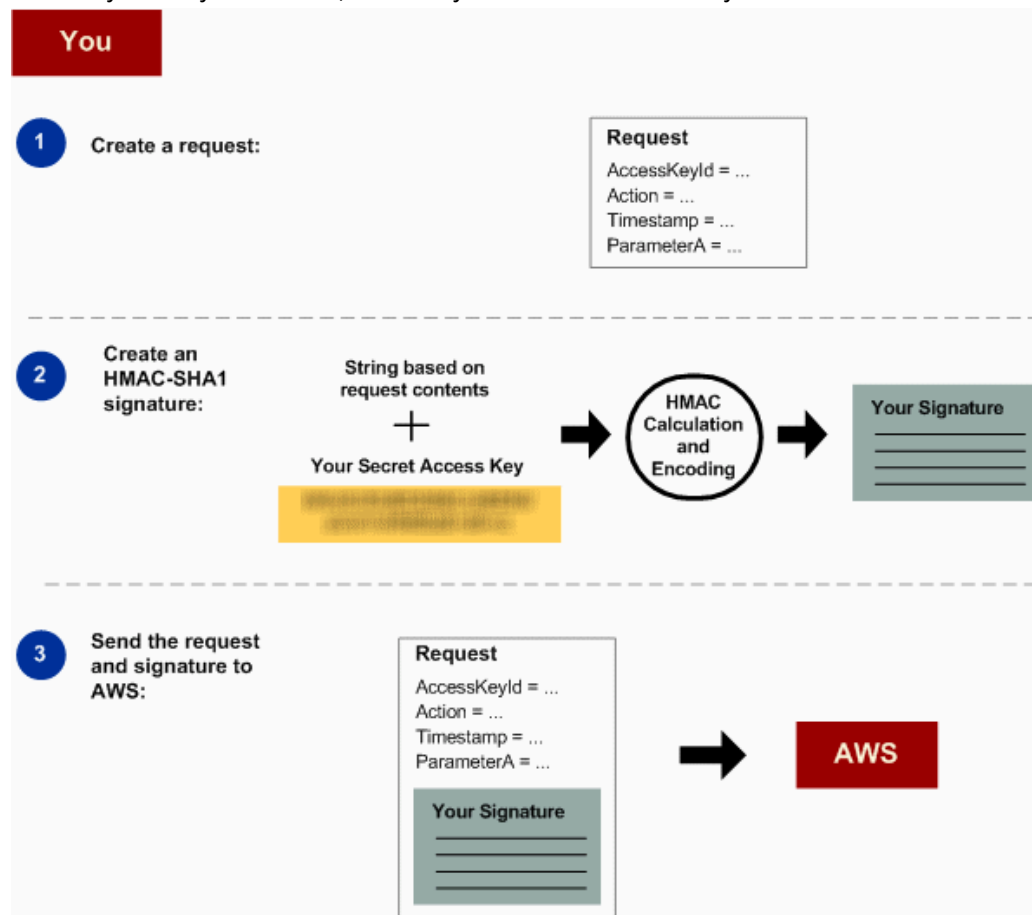 You
1
Create a request:
Request
AccessKeyId = ...
Action = ...
Timestamp = ...
ParameterA = ...
2
Create an
HMAC-SHA1
signature:
String based on
request contents
+
Your Secret Access Key
HMAC
Calculation
and
Encoding
Your Signature
3
Send the request
and signature to
AWS:
Request
AccessKeyId = ...
Action = ...
Timestamp = ...
ParameterA = ...
Your Signature
AWS